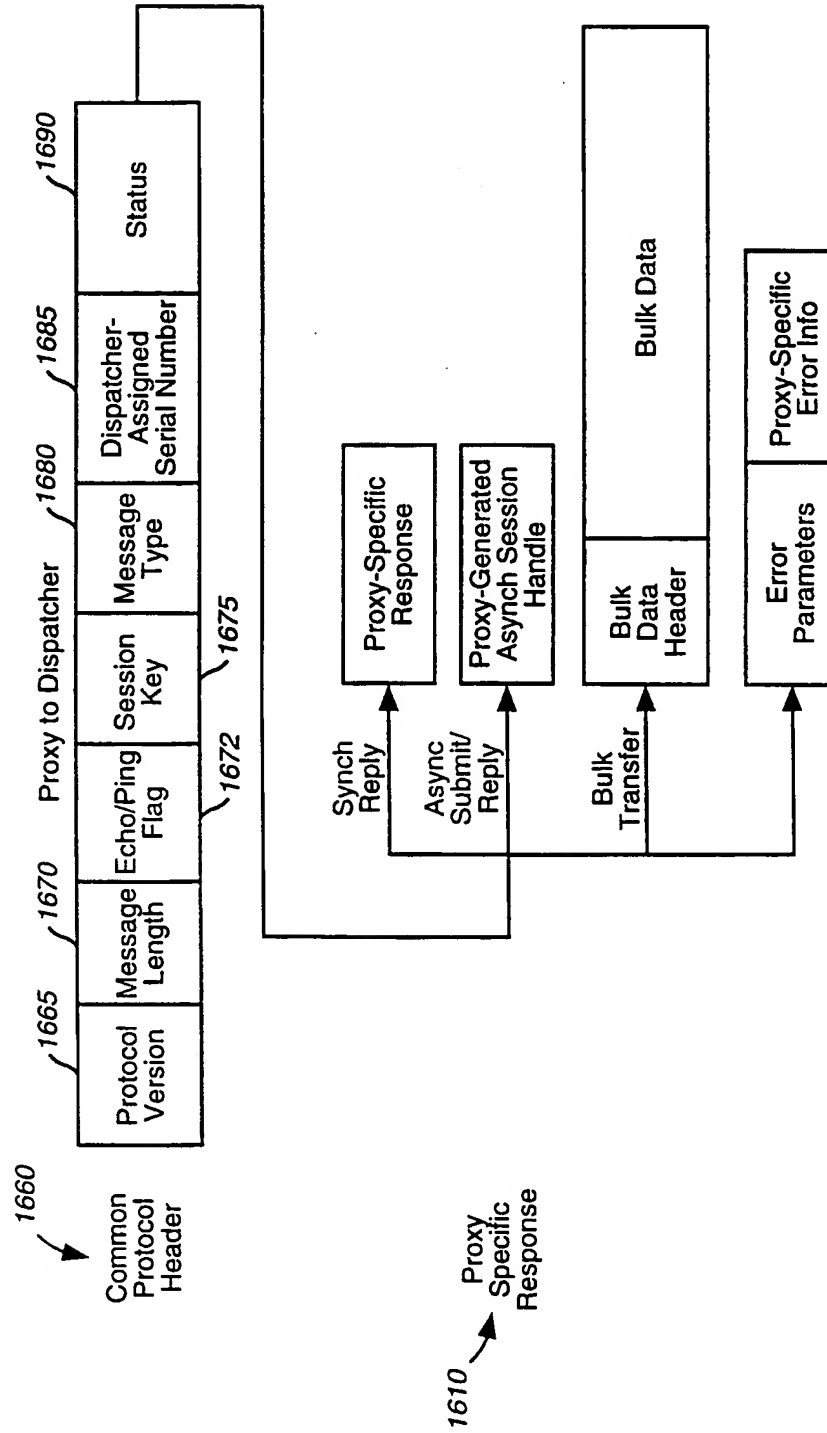 Proxy to Dispatcher
1660
Common
Protocol
Header
1665
Protocol
Version
1670
Message
Length
Echo/Ping
Flag
1672
Session
Key
1675
Message
Type
1680
Dispatcher-
Assigned
Serial Number
1685
Status
1690
1610
Proxy
Specific
Response
Synch
Reply
Proxy-Specific
Response
Async
Submit/
Reply
Proxy-Generated
Asynch Session
Handle
Bulk
Transfer
Bulk
Data
Header
Bulk Data
Error
Parameters
Proxy-Specific
Error Info